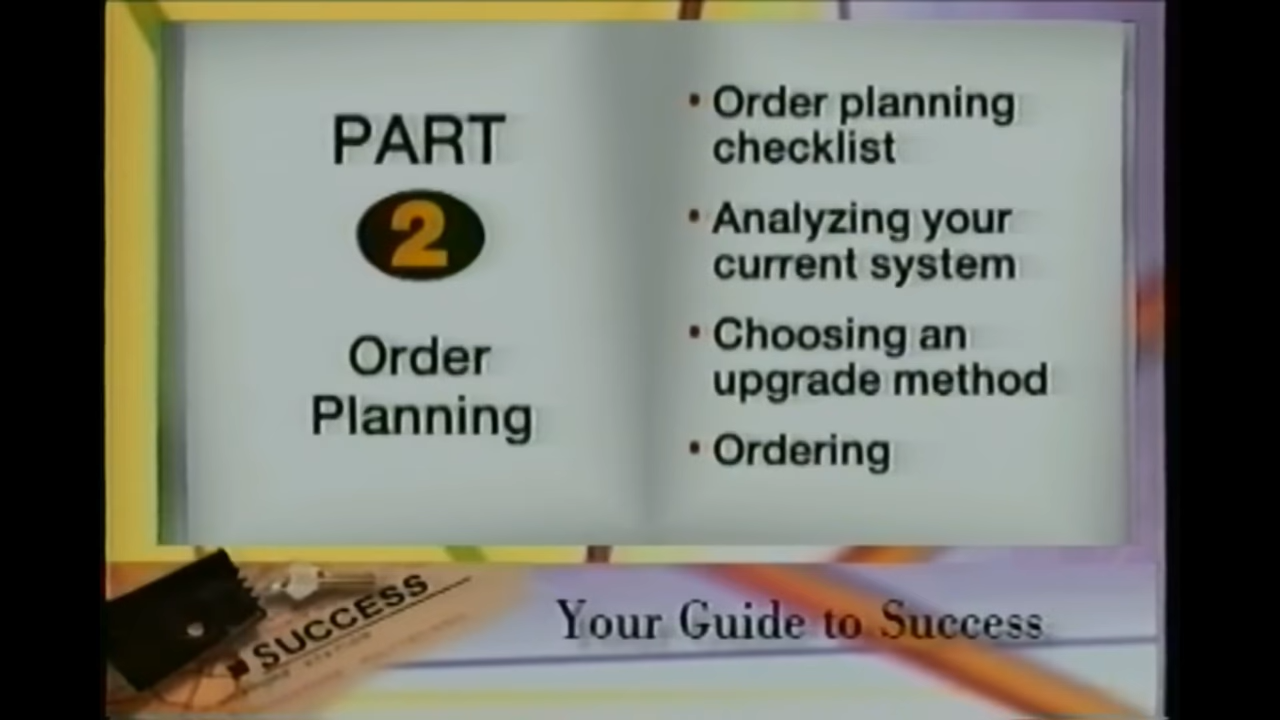 PART
2
Order
Planning
• Order planning
checklist
• Analyzing your
current system
• Choosing an
upgrade method
• Ordering
SUCCESS
Your Guide to Success